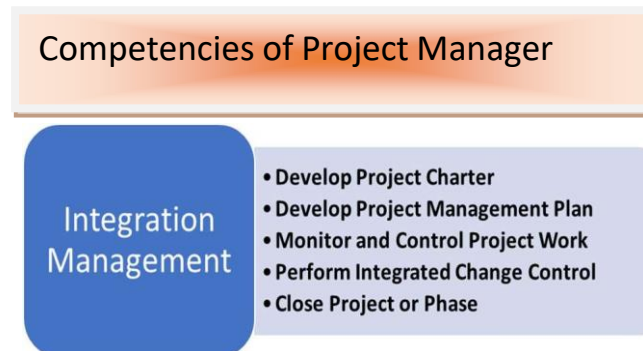 Competencies of Project Manager
Integration
Management
• Develop Project Charter
• Develop Project Management Plan
• Monitor and Control Project Work
• Perform Integrated Change Control
• Close Project or Phase